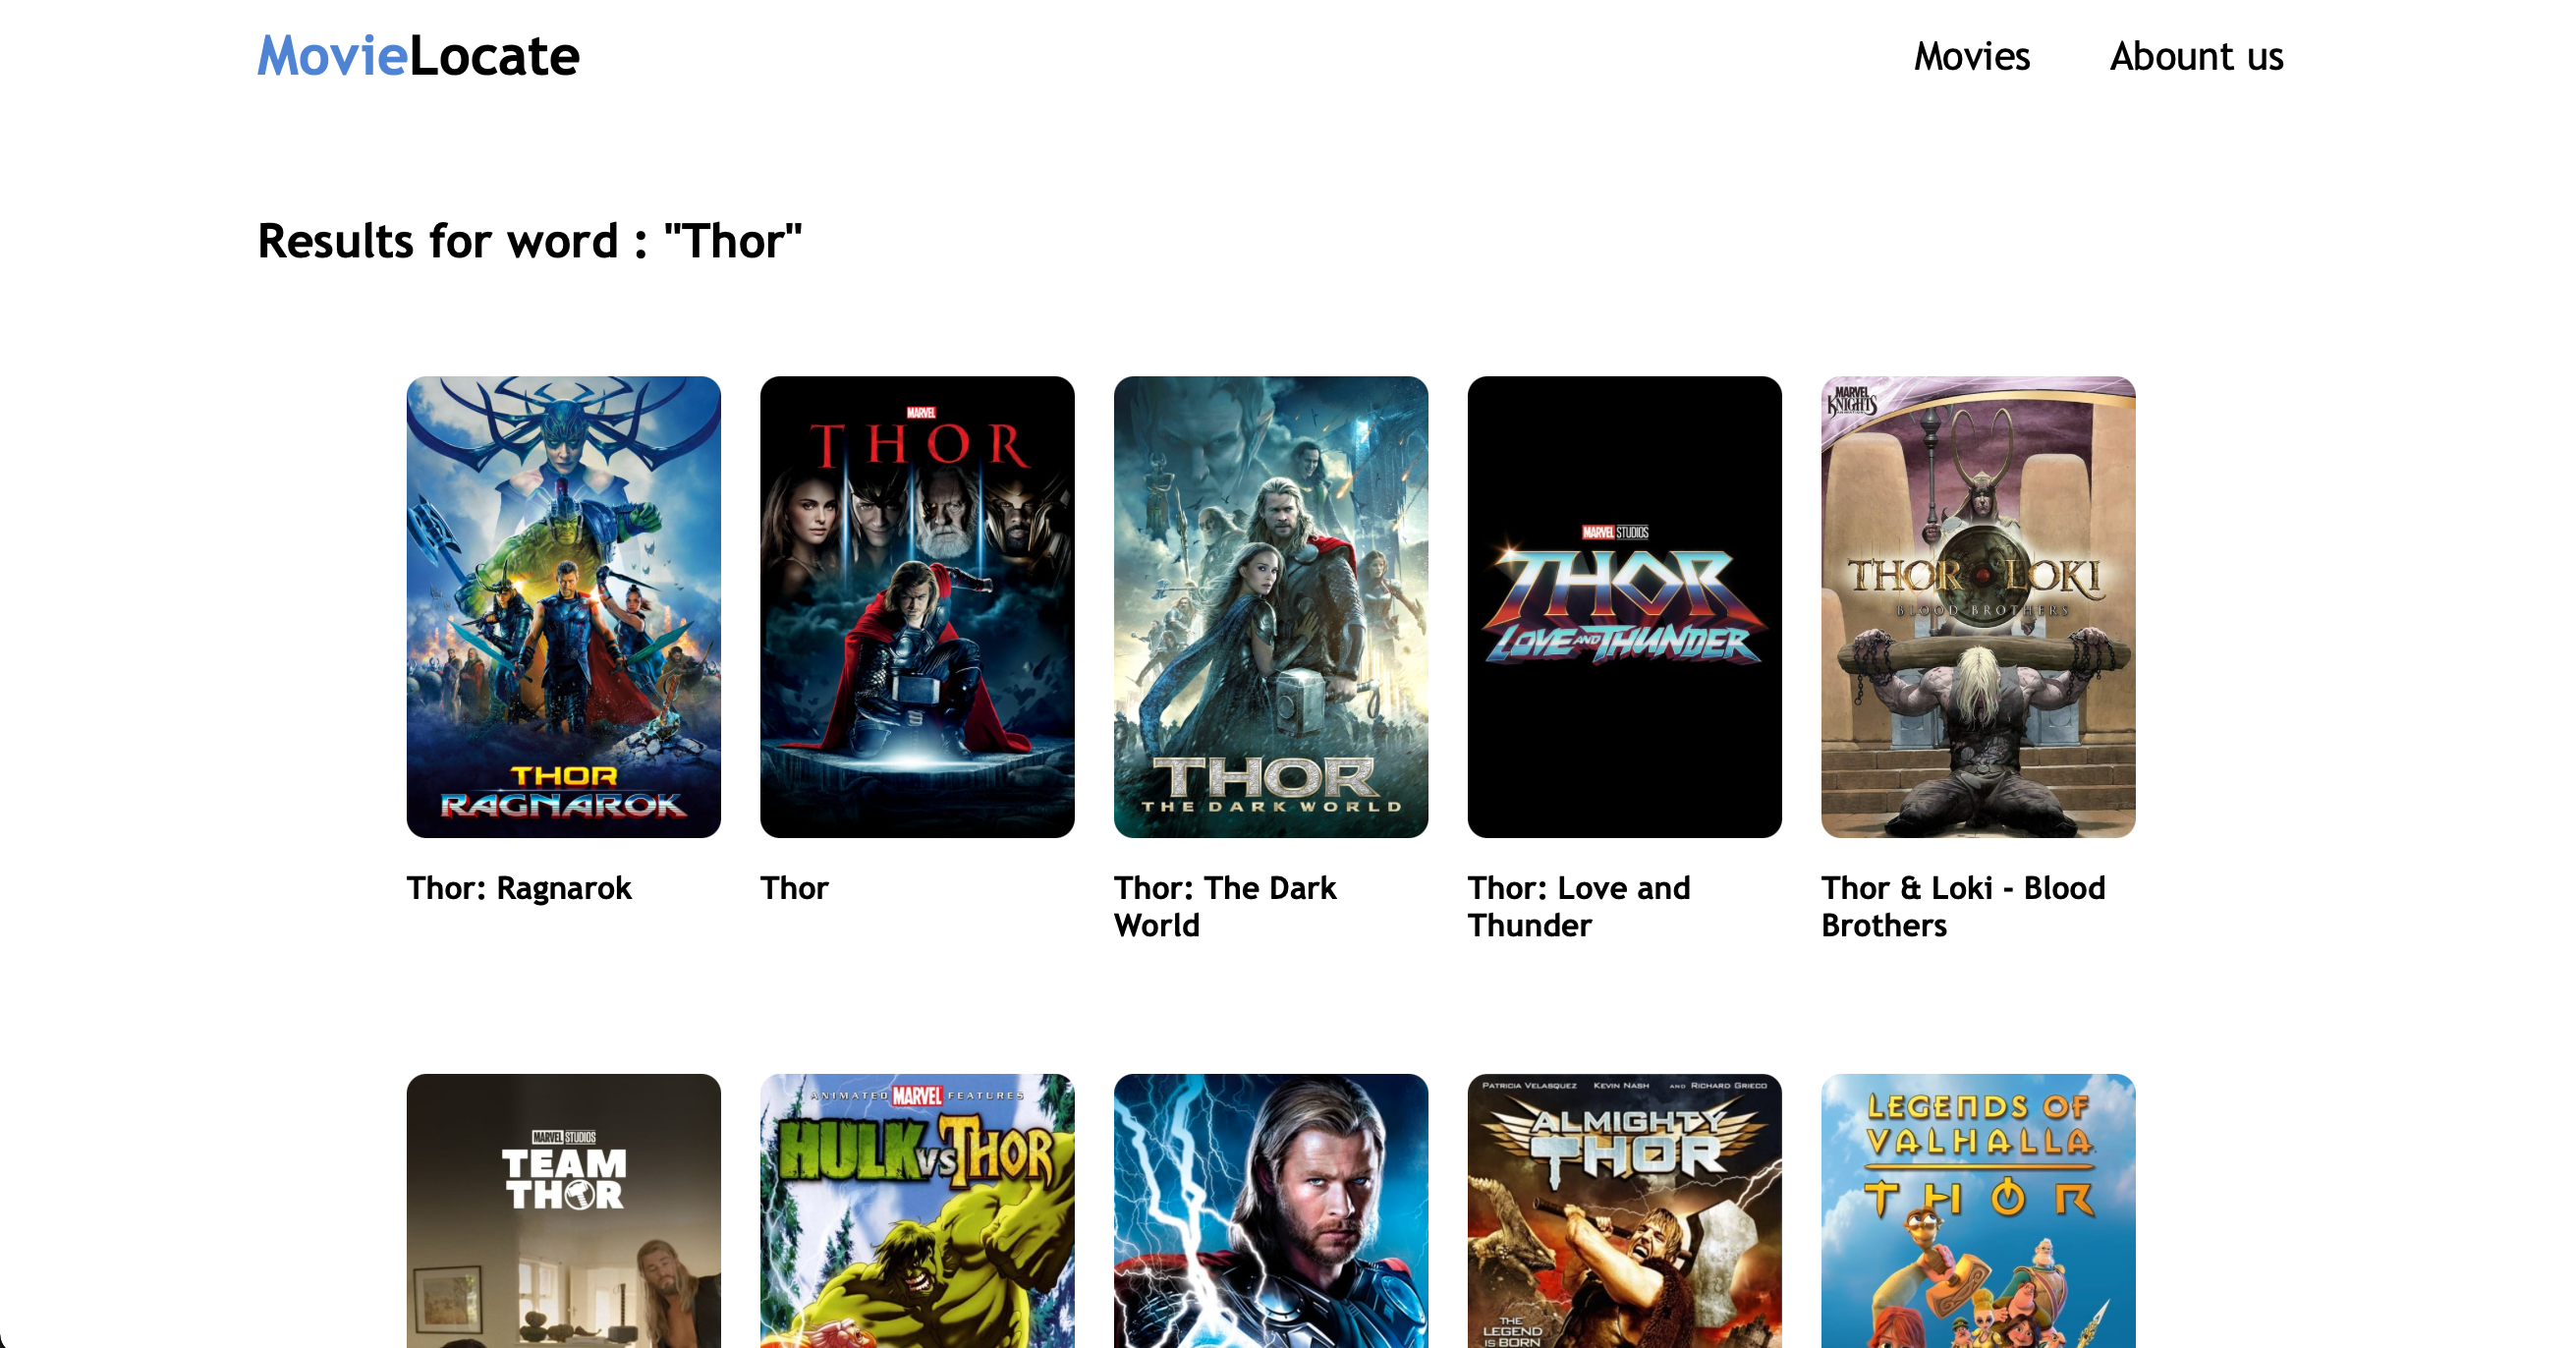 MovieLocate
Movies
Abount us
Results for word : "Thor"
MARVEL
THOR
MARVEL STUDIOS
THOR
LOVE AND THUNDER
MARVEL
KNIGHTS
THOR LOKI
BLOOD BROTHERS
THOR
RAGNAROK
THOR
THE DARK WORLD
Thor: Ragnarok
Thor
Thor: The Dark
World
Thor: Love and
Thunder
Thor & Loki - Blood
Brothers
MARVEL STUDIOS
TEAM
THOR
ANIMATED MARVEL FEATURES
HULK VS THOR
PATRICIA VELASQUEZ KEVIN NASH AND RICHARD GRIECO
ALMIGHTY
THOR
THE
LEGEND
IS BORN
LEGENDS OF
VALHALLA
THOR